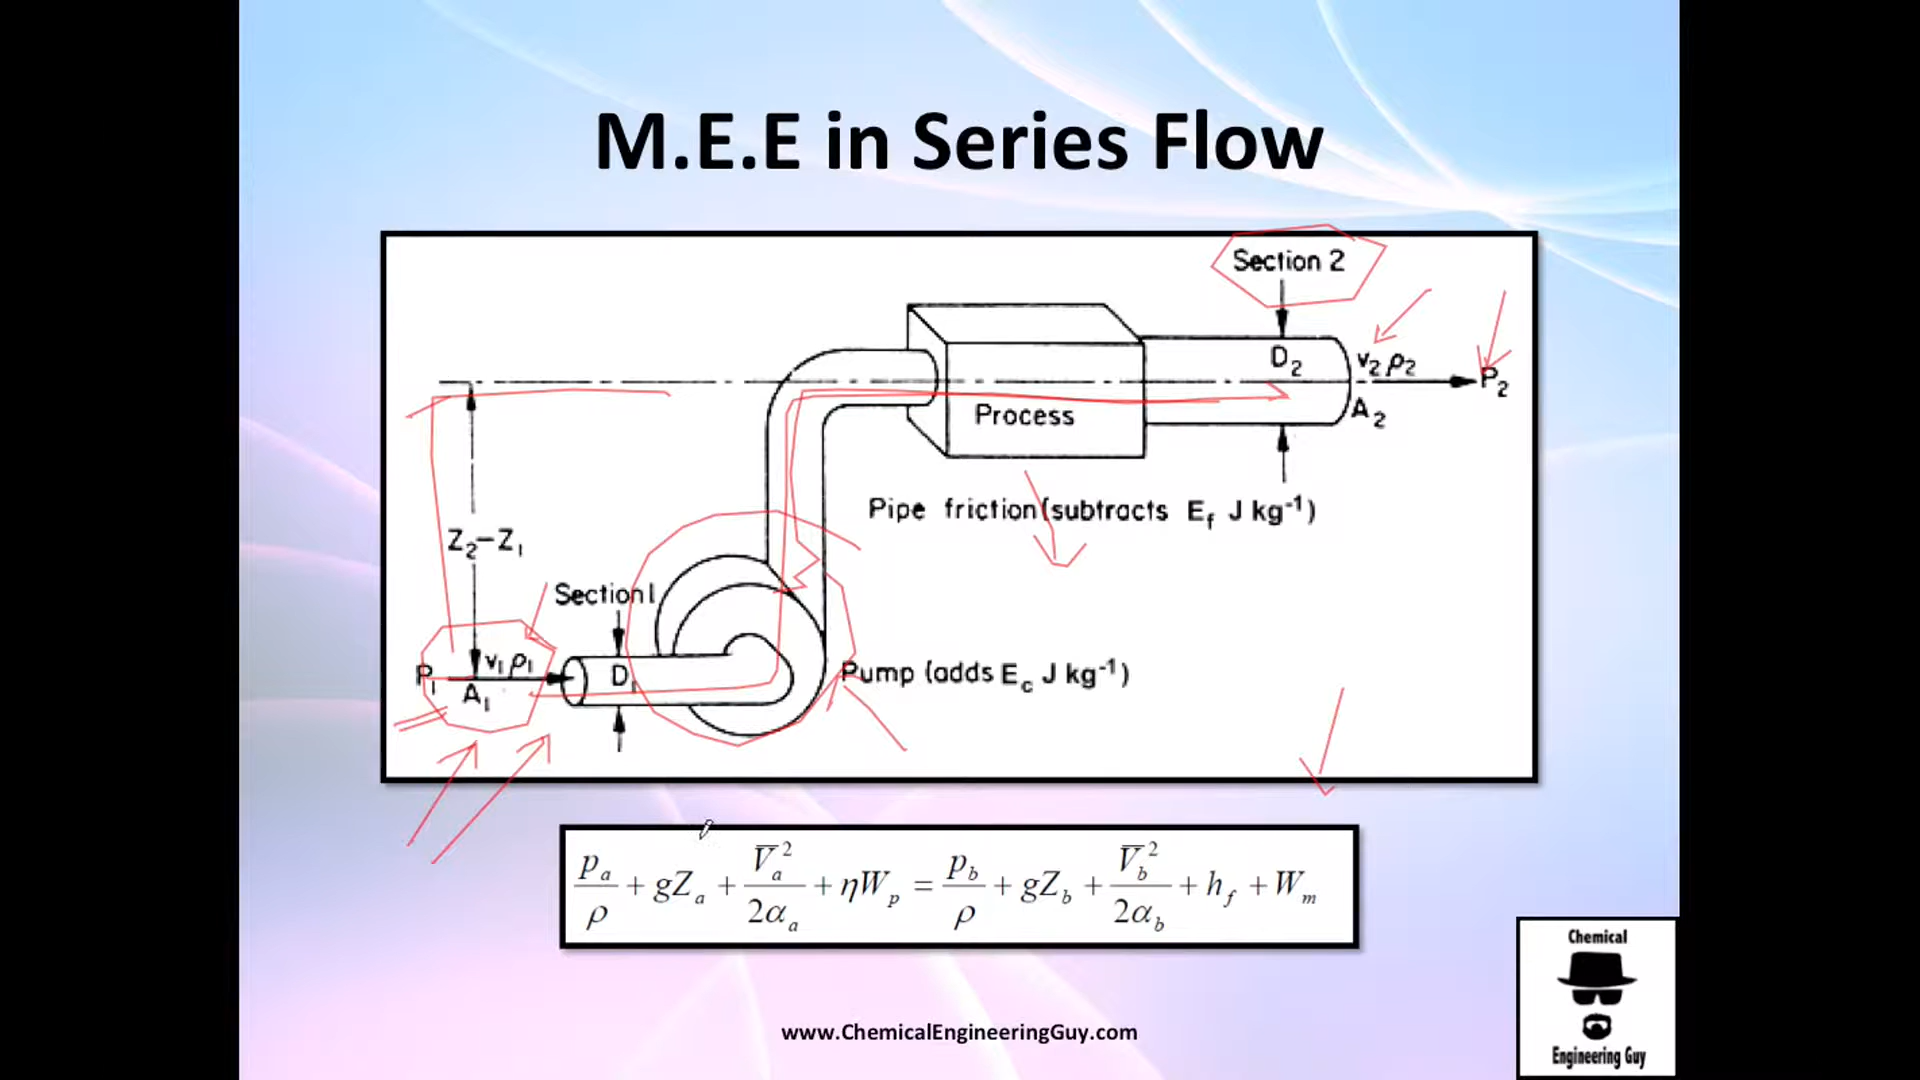 M.E.E in Series Flow
Section 2
D₂
v₂ ρ₂
P₂
A₂
Process
Pipe friction (subtracts E_f J kg⁻¹)
Z₂−Z₁
Section 1
P₁
v₁ ρ₁
A₁
D₁
Pump (adds E_c J kg⁻¹)
p_a/ρ + gZ_a + V̅_a²/2α_a + ηW_p = p_b/ρ + gZ_b + V̅_b²/2α_b + h_f + W_m
Chemical
Engineering Guy
www.ChemicalEngineeringGuy.com